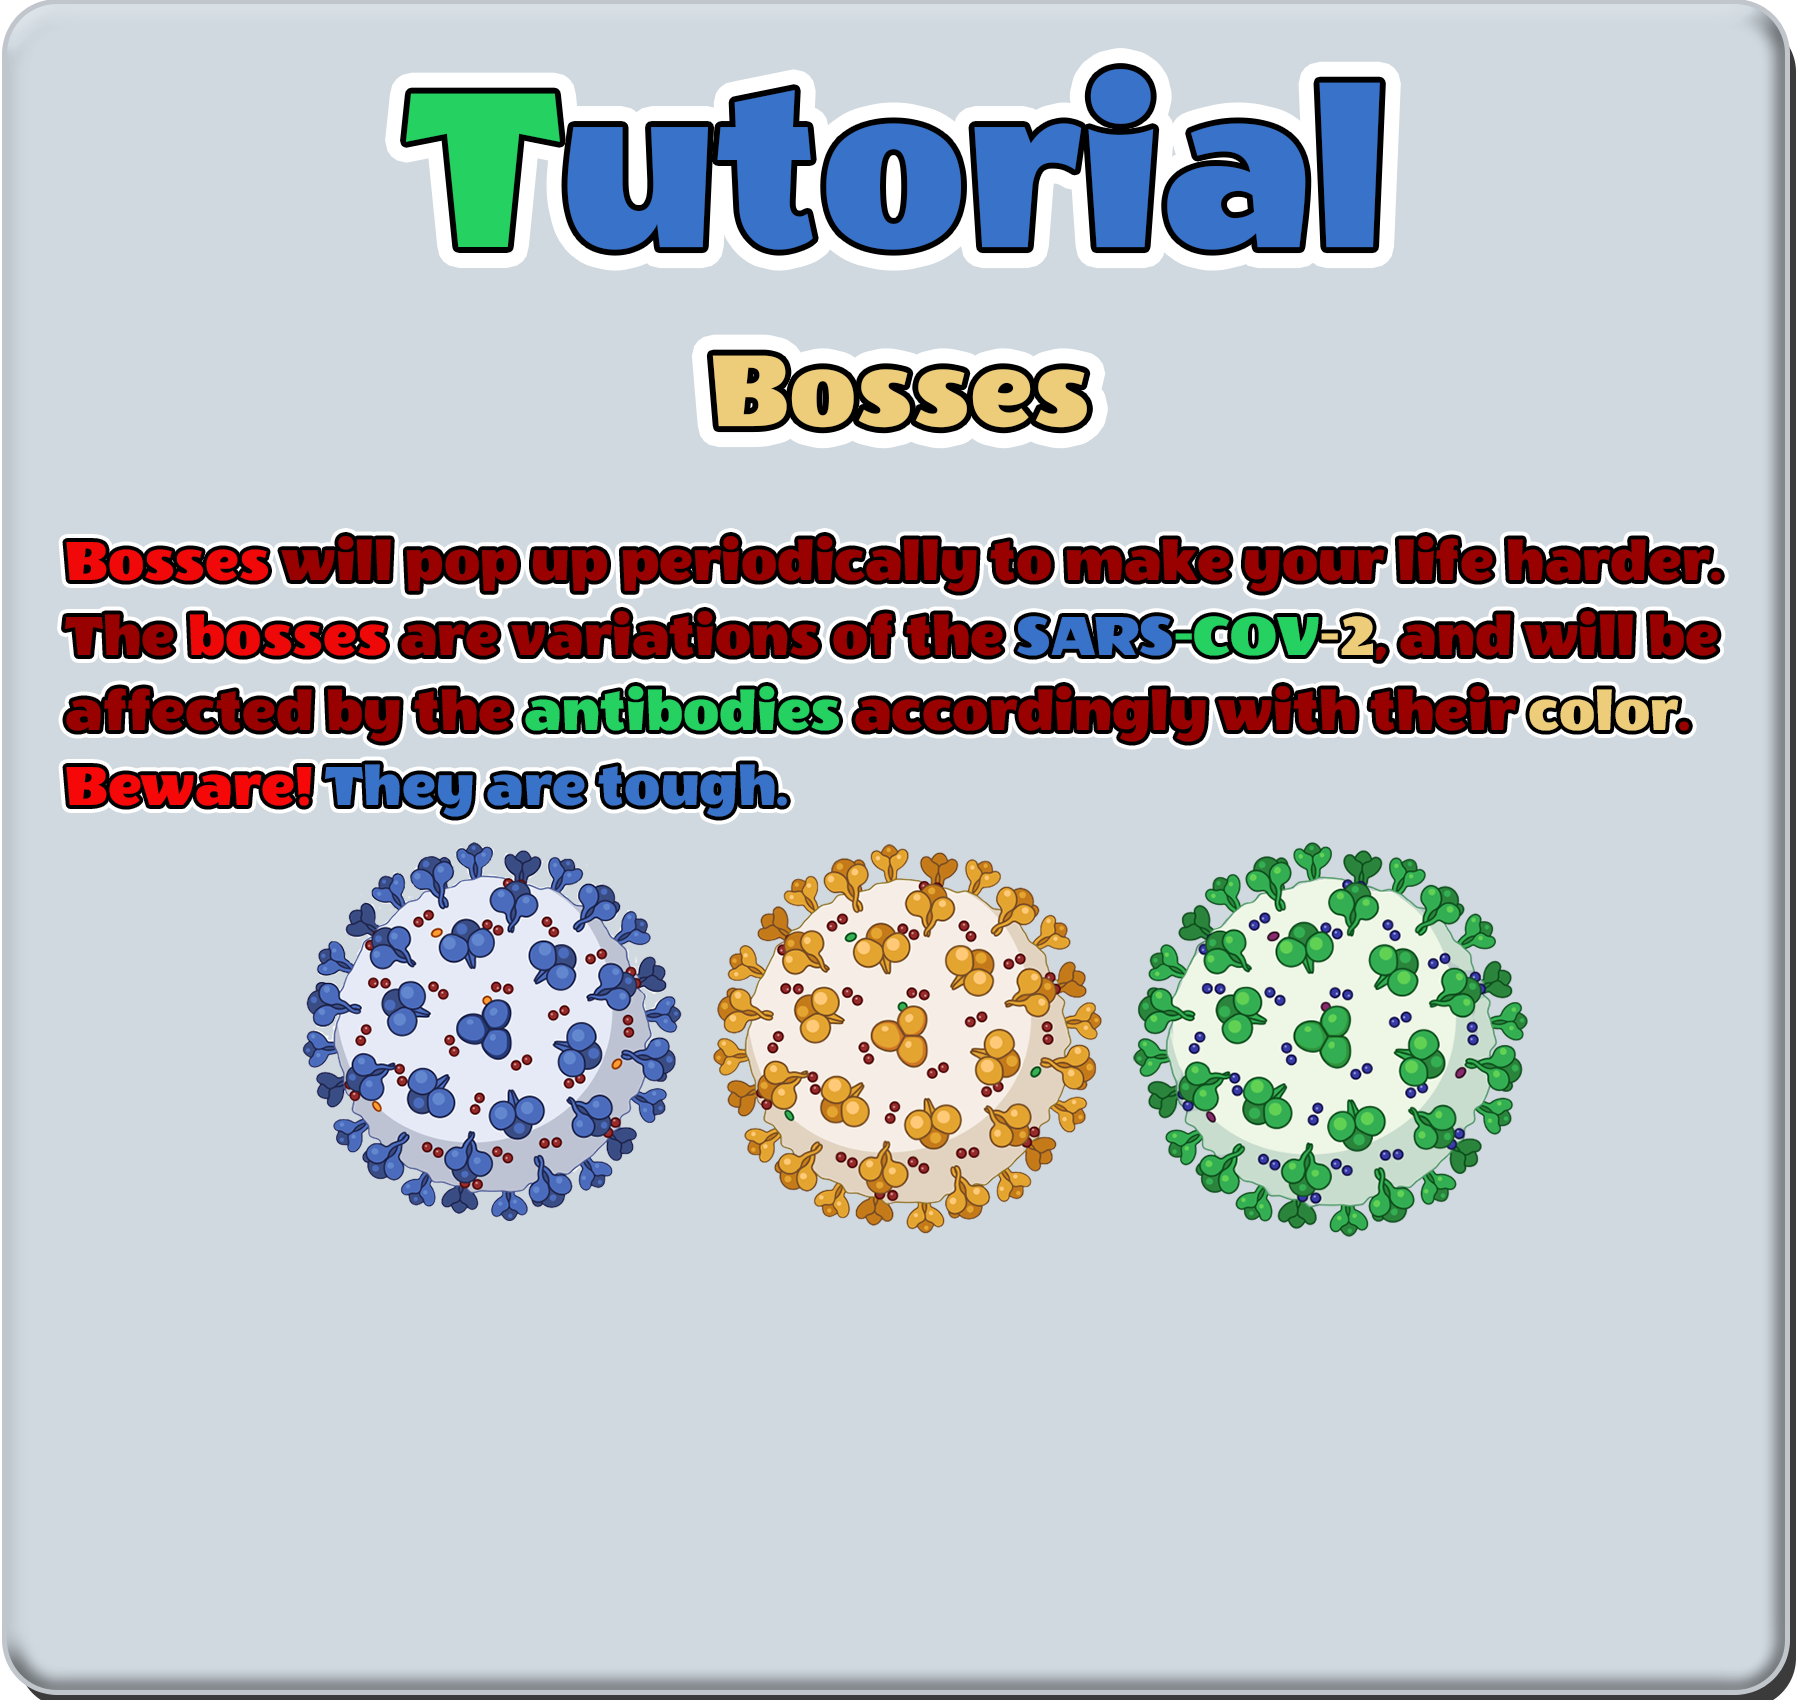 Tutorial
Bosses
Bosses will pop up periodically to make your life harder.
The bosses are variations of the SARS-COV-2, and will be
affected by the antibodies accordingly with their color.
Beware! They are tough.